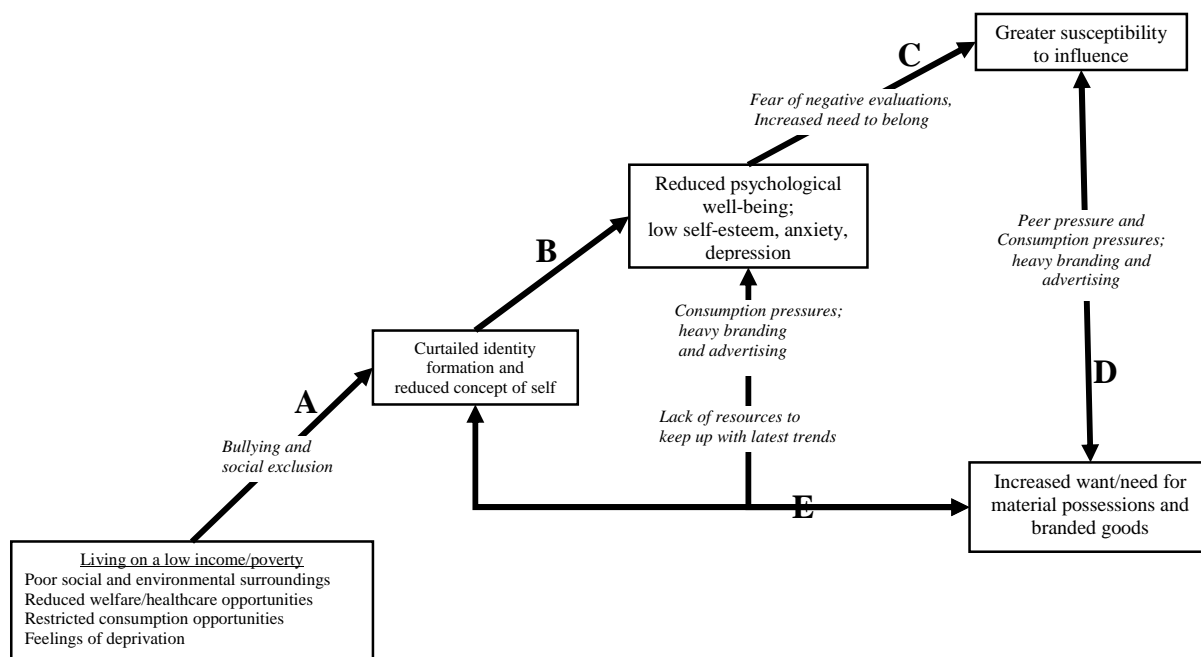 Greater susceptibility
to influence
C
Fear of negative evaluations,
Increased need to belong
Reduced psychological
well-being;
low self-esteem, anxiety,
depression
Peer pressure and
Consumption pressures;
heavy branding and
advertising
B
Consumption pressures;
heavy branding
and advertising
Curtailed identity
formation and
reduced concept of self
D
A
Lack of resources to
keep up with latest trends
Bullying and
social exclusion
Increased want/need for
material possessions and
branded goods
E
Living on a low income/poverty
Poor social and environmental surroundings
Reduced welfare/healthcare opportunities
Restricted consumption opportunities
Feelings of deprivation